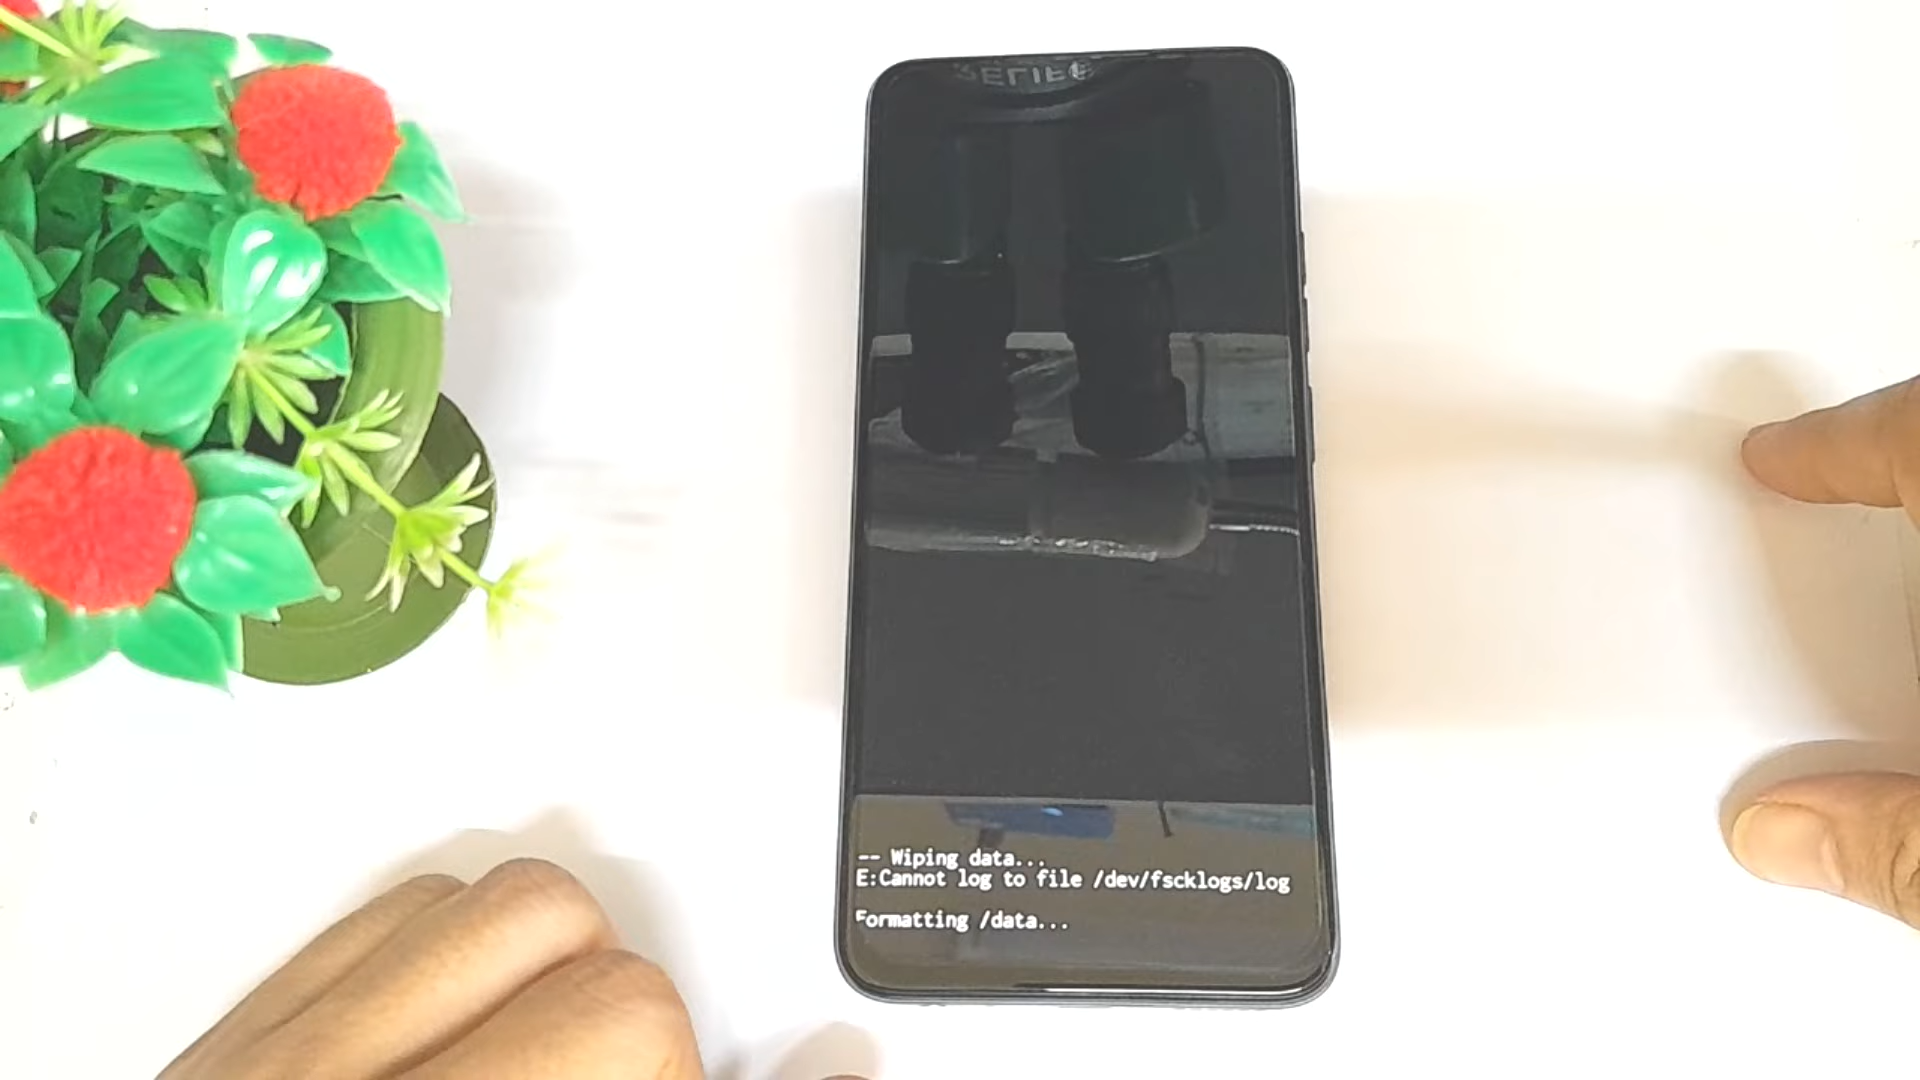 -- Wiping data...
E:Cannot log to file /dev/fscklogs/log
Formatting /data...